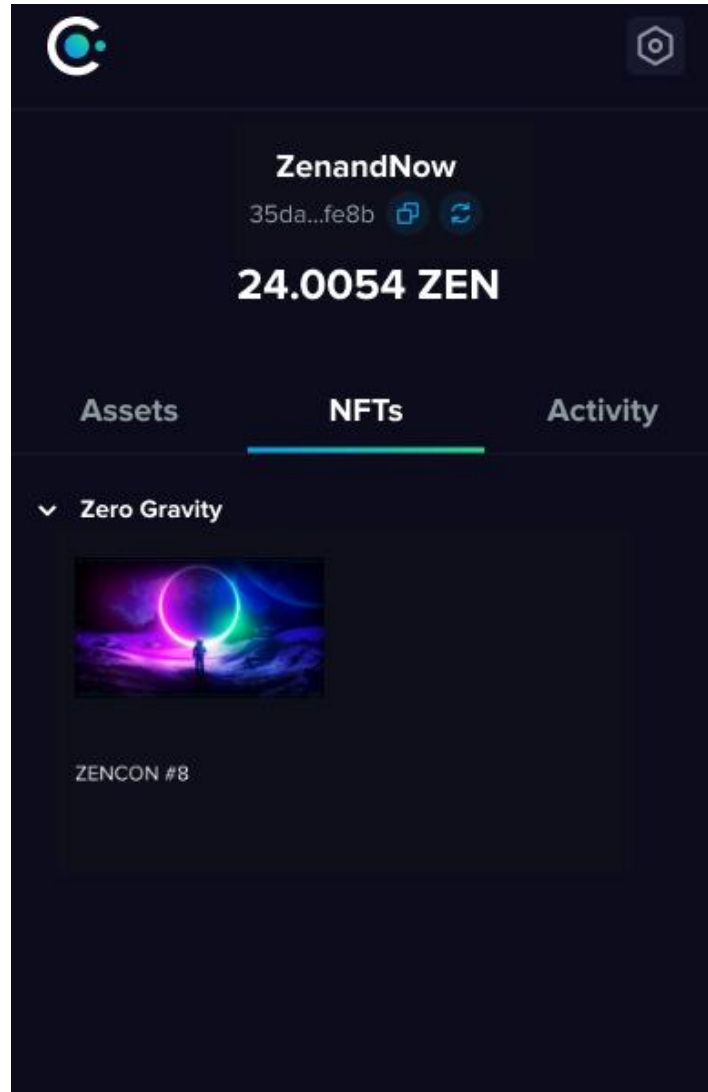 ZenandNow
35da...fe8b
24.0054 ZEN
Assets NFTs Activity
Zero Gravity
ZENCON #8